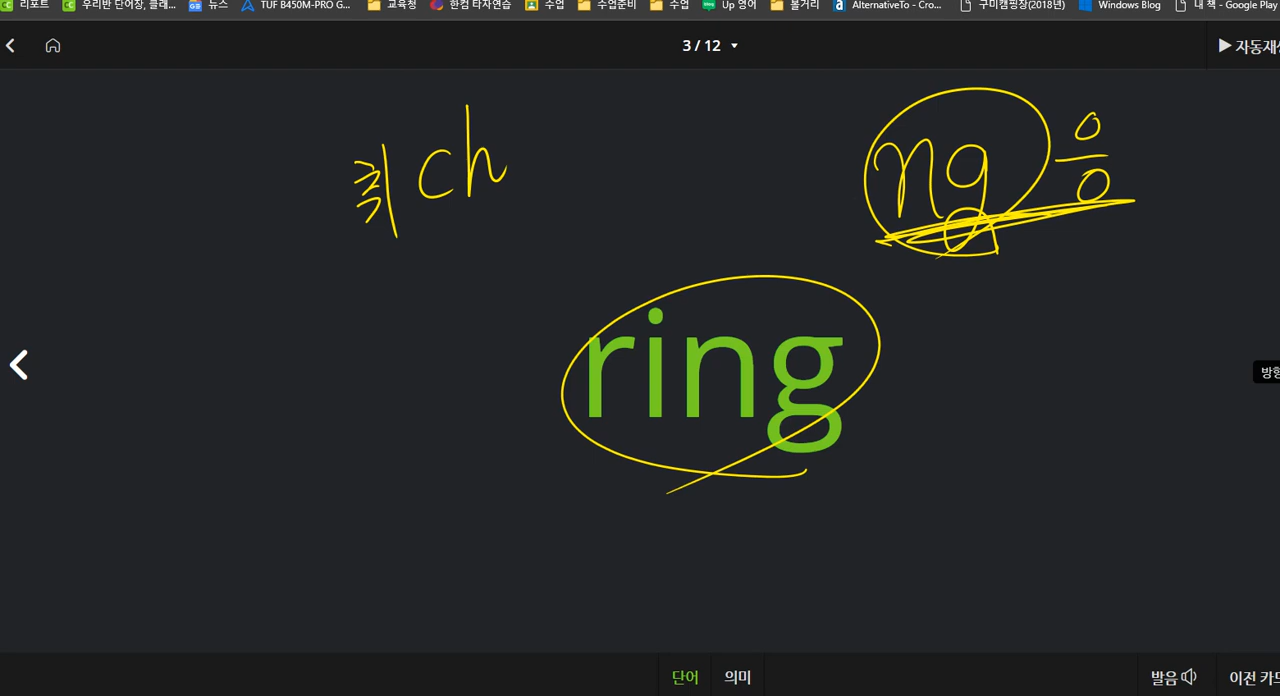 리포트 우리반 단어장, 클래... 뉴스 TUF B450M-PRO G... 교육청 한컴 타자연습 수업 수업준비 수업 Up 영어 볼거리 AlternativeTo - Cro... 구미캠핑장(2018년) Windows Blog 내 책 - Google Play
3 / 12 자동재생
ch ng 응
ring
방향
단어 의미 발음 이전 카드